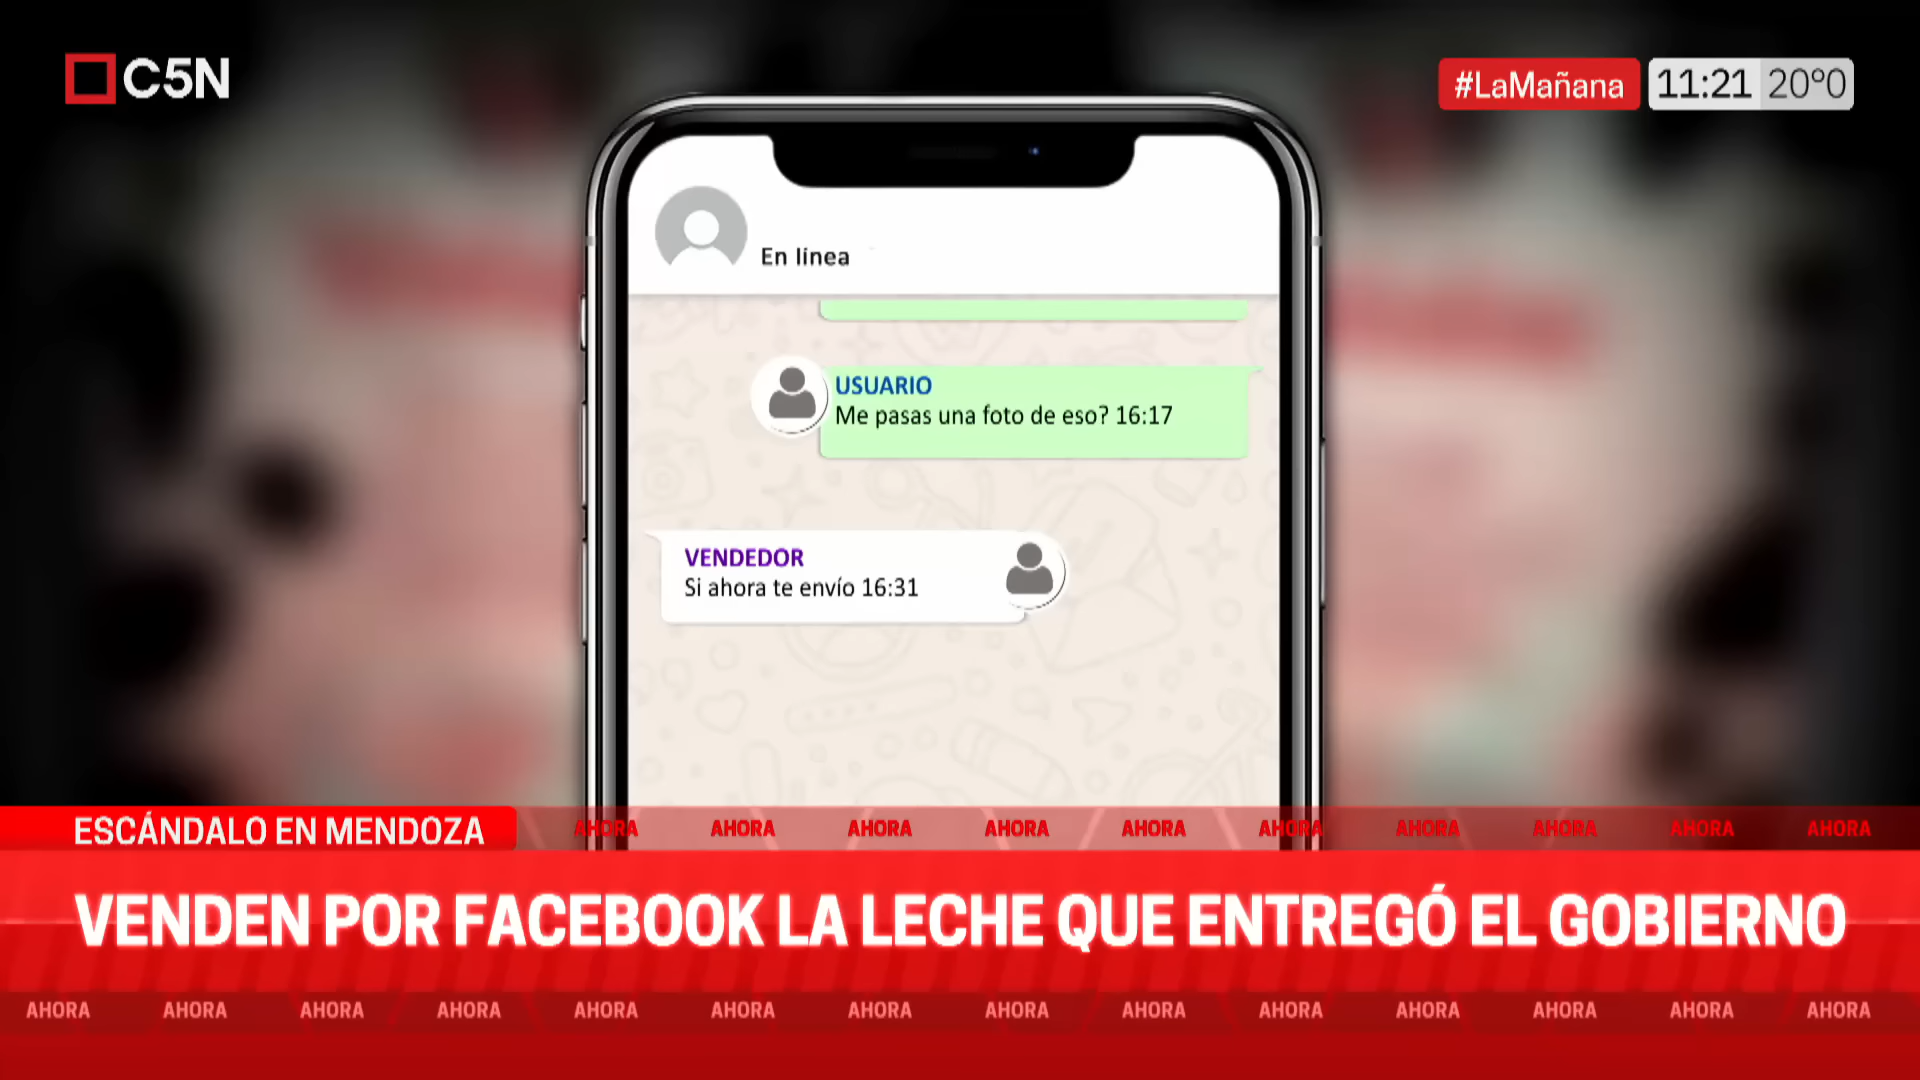 C5N
#LaMañana 11:21 20°0
En línea
USUARIO
Me pasas una foto de eso? 16:17
VENDEDOR
Si ahora te envío 16:31
ESCÁNDALO EN MENDOZA
AHORA AHORA AHORA AHORA AHORA AHORA AHORA AHORA AHORA AHORA
VENDEN POR FACEBOOK LA LECHE QUE ENTREGÓ EL GOBIERNO
AHORA AHORA AHORA AHORA AHORA AHORA AHORA AHORA AHORA AHORA AHORA AHORA AHORA AHORA